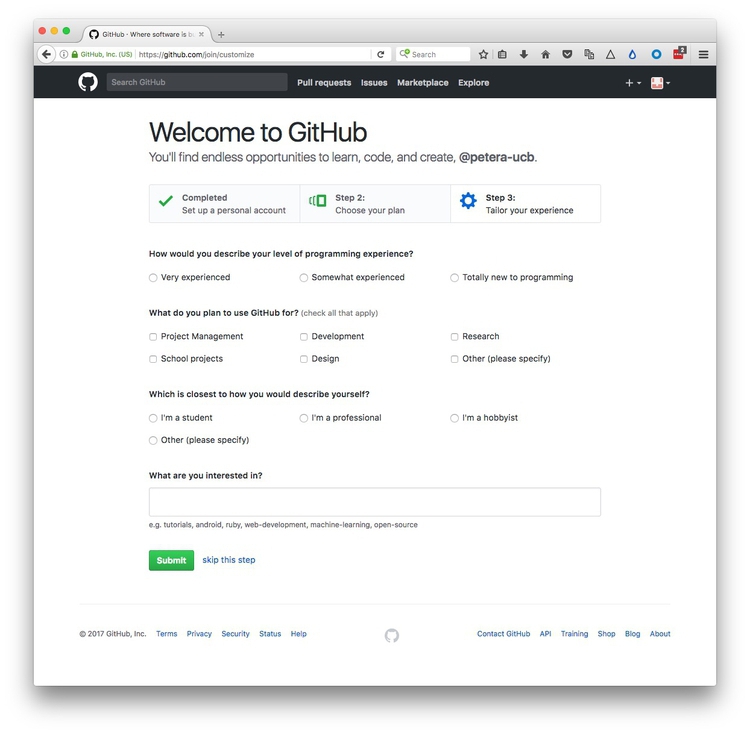 GitHub · Where software is bu
GitHub, Inc. (US) https://github.com/join/customize
Search
2
Search GitHub
Pull requests Issues Marketplace Explore
Welcome to GitHub
You'll find endless opportunities to learn, code, and create, @petera-ucb.
Completed
Set up a personal account
Step 2:
Choose your plan
Step 3:
Tailor your experience
How would you describe your level of programming experience?
Very experienced Somewhat experienced Totally new to programming
What do you plan to use GitHub for? (check all that apply)
Project Management Development Research
School projects Design Other (please specify)
Which is closest to how you would describe yourself?
I'm a student I'm a professional I'm a hobbyist
Other (please specify)
What are you interested in?
e.g. tutorials, android, ruby, web-development, machine-learning, open-source
Submit skip this step
© 2017 GitHub, Inc. Terms Privacy Security Status Help Contact GitHub API Training Shop Blog About